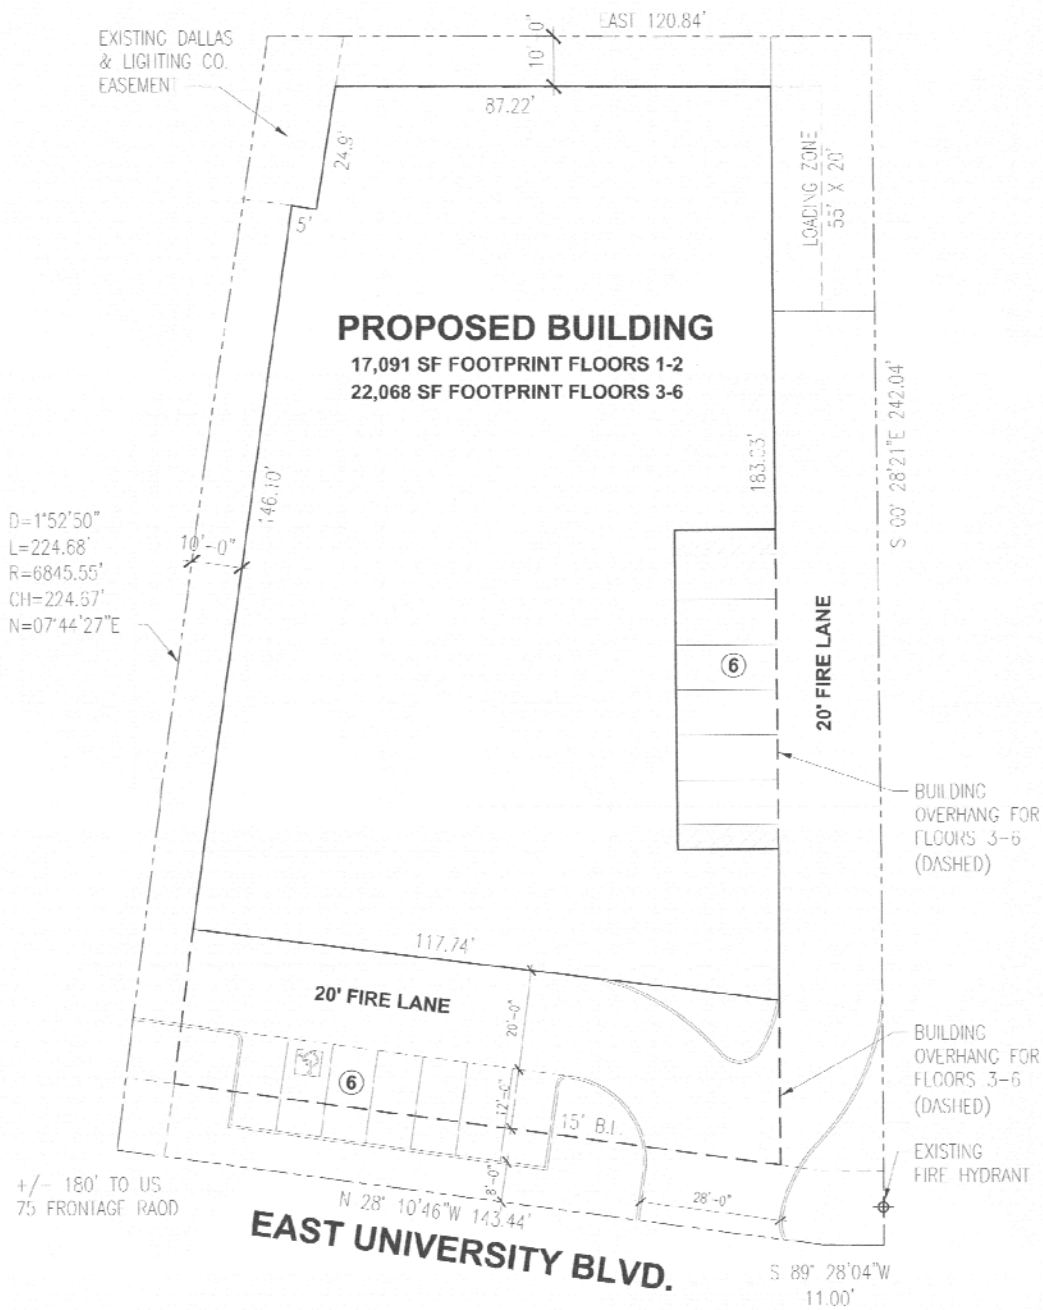 EAST 120.84'
EXISTING DALLAS
& LIGHTING CO.
EASEMENT
10'-0"
87.22'
24.9'
5'
LOADING ZONE
55' X 20'
PROPOSED BUILDING
17,091 SF FOOTPRINT FLOORS 1-2
22,068 SF FOOTPRINT FLOORS 3-6
S 00° 28'21"E 242.04'
183.03'
146.10'
D=1°52'50"
L=224.68'
R=6845.55'
CH=224.67'
N=07°44'27"E
10'-0"
6
20' FIRE LANE
BUILDING
OVERHANG FOR
FLOORS 3-6
(DASHED)
117.74'
20' FIRE LANE
20'-0"
6
12'-0"
15' B.L.
8'-0"
28'-0"
BUILDING
OVERHANG FOR
FLOORS 3-6
(DASHED)
EXISTING
FIRE HYDRANT
+/- 180' TO US
75 FRONTAGE RAOD
N 28° 10'46"W 143.44'
EAST UNIVERSITY BLVD.
S 89° 28'04"W
11.00'